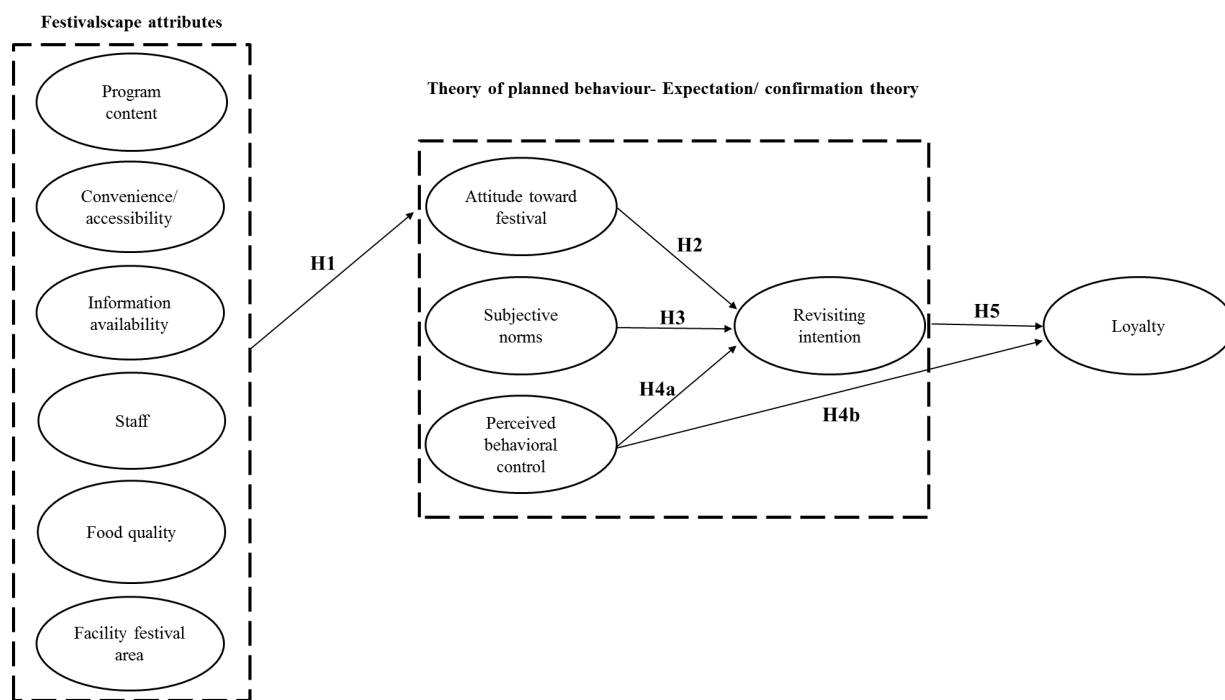 Festivalscape attributes
Program
content
Convenience/
accessibility
Information
availability
Staff
Food quality
Facility festival
area
H1
Theory of planned behaviour- Expectation/ confirmation theory
Attitude toward
festival
Subjective
norms
Perceived
behavioral
control
H2
H3
H4a
Revisiting
intention
H5
H4b
Loyalty